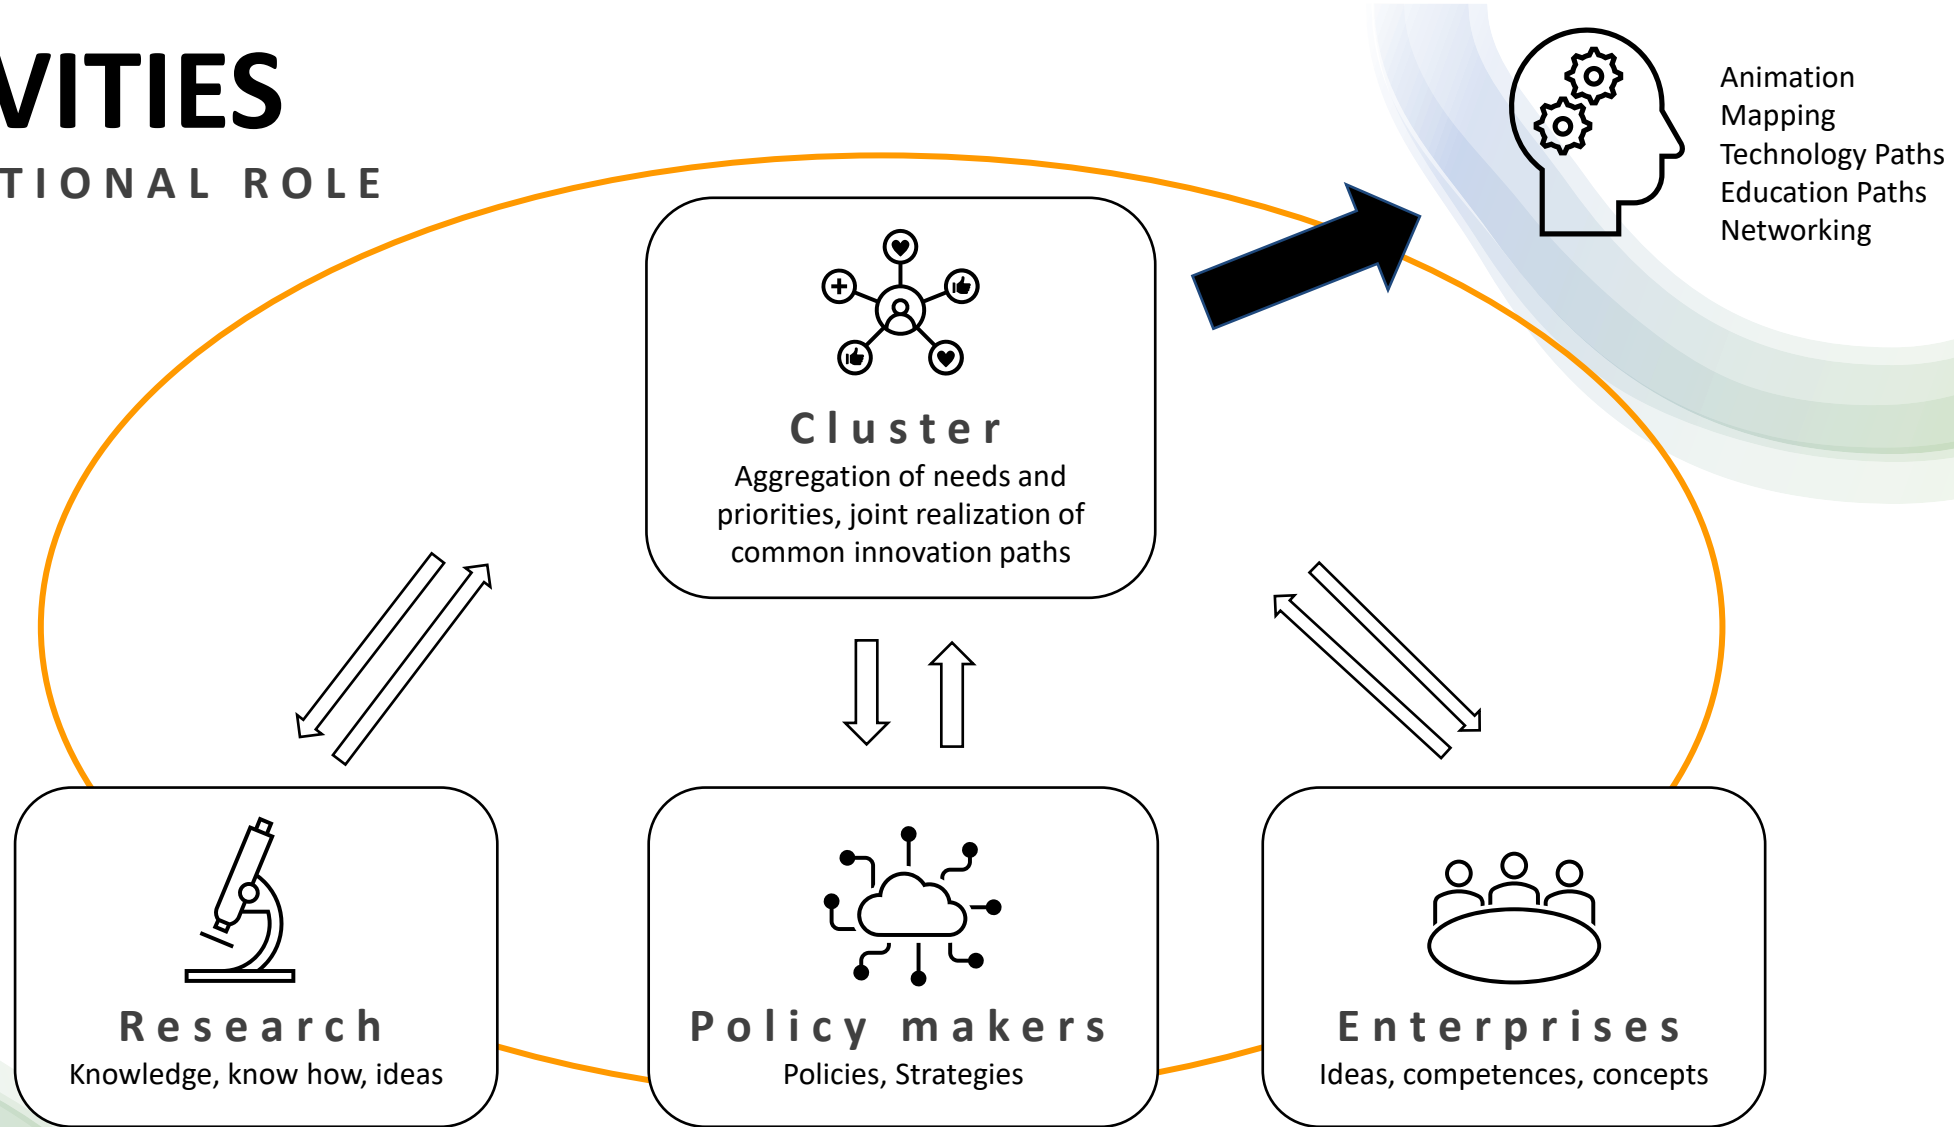 VITIES
TIONAL ROLE
Animation
Mapping
Technology Paths
Education Paths
Networking
Cluster
Aggregation of needs and
priorities, joint realization of
common innovation paths
Research
Knowledge, know how, ideas
Policy makers
Policies, Strategies
Enterprises
Ideas, competences, concepts